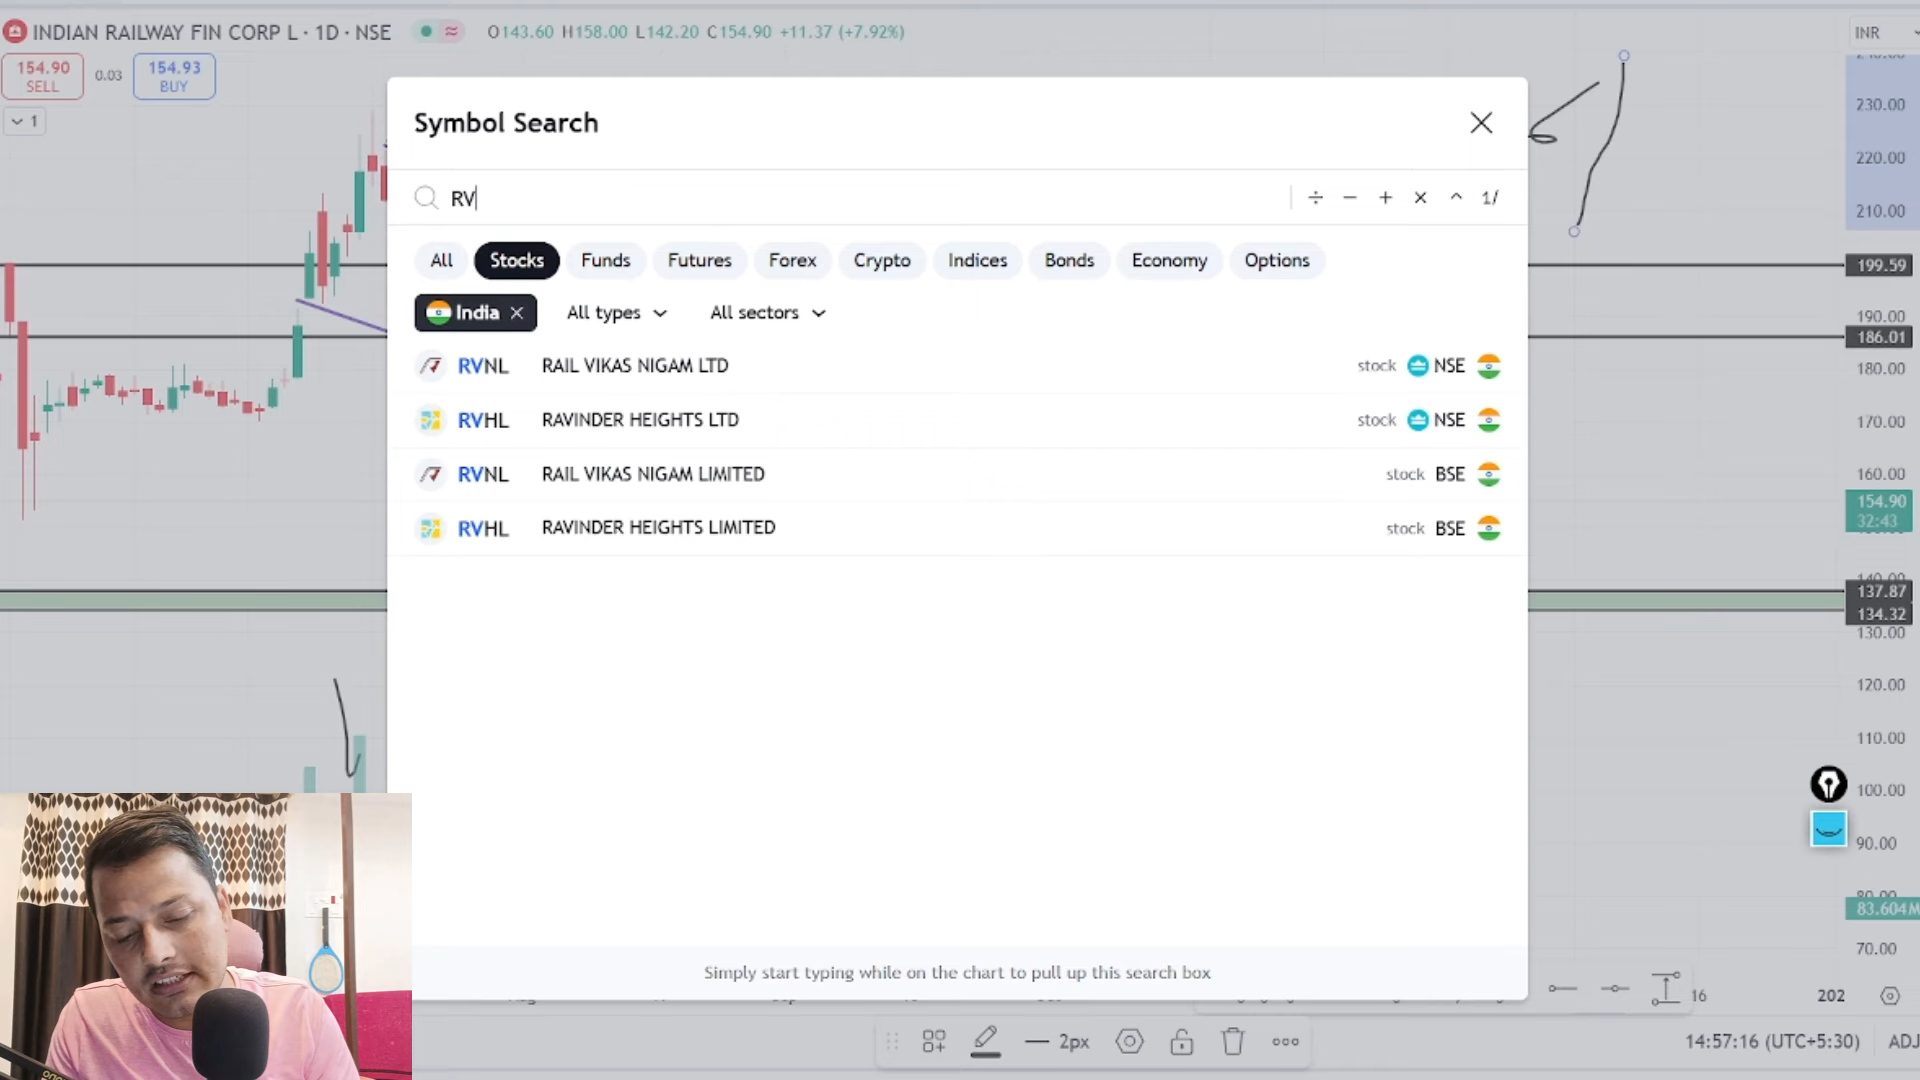 INDIAN RAILWAY FIN CORP L · 1D · NSE
O143.60 H158.00 L142.20 C154.90 +11.37 (+7.92%)
INR
154.90
SELL
0.03
154.93
BUY
1
Symbol Search
RV
÷ − + × ^ 1/
All Stocks Funds Futures Forex Crypto Indices Bonds Economy Options
India All types All sectors
RVNL RAIL VIKAS NIGAM LTD stock NSE
RVHL RAVINDER HEIGHTS LTD stock NSE
RVNL RAIL VIKAS NIGAM LIMITED stock BSE
RVHL RAVINDER HEIGHTS LIMITED stock BSE
Simply start typing while on the chart to pull up this search box
230.00
220.00
210.00
199.59
190.00
186.01
180.00
170.00
160.00
154.90
32:43
140.00
137.87
134.32
130.00
120.00
110.00
100.00
90.00
80.00
83.604M
70.00
16
202
2px
14:57:16 (UTC+5:30)
ADJ